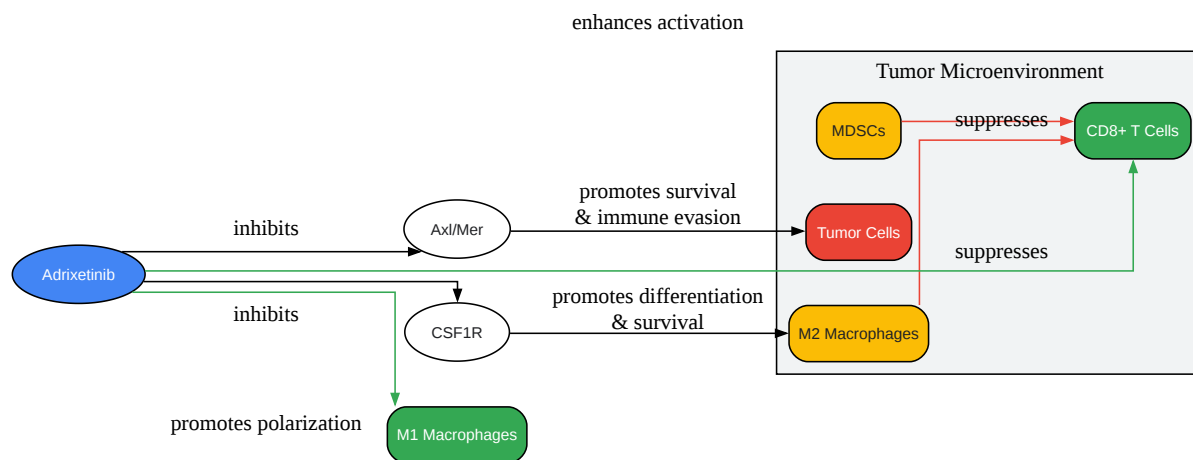 enhances activation
Tumor Microenvironment
MDSCs
suppresses
CD8+ T Cells
promotes survival
& immune evasion
inhibits
Axl/Mer
Tumor Cells
suppresses
Adrixetinib
promotes differentiation
& survival
inhibits
CSF1R
M2 Macrophages
promotes polarization
M1 Macrophages